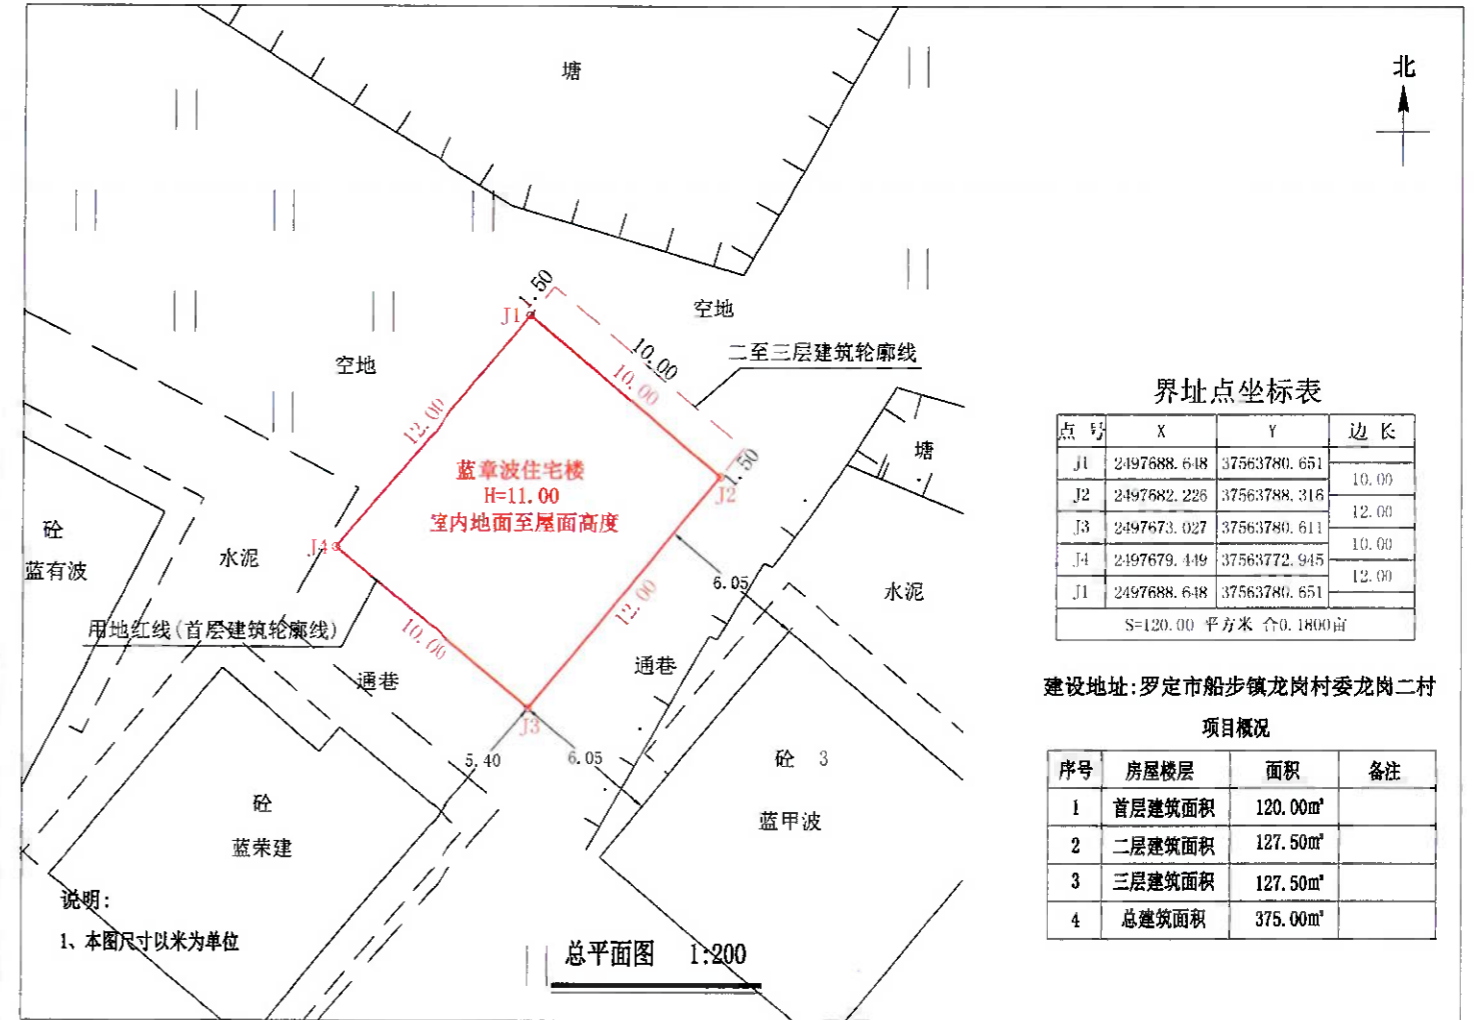 塘
北
1.50
J1
空地
10.00
二至三层建筑轮廓线
空地
10.00
12.00
塘
蓝章波住宅楼
H=11.00
室内地面至屋面高度
1.50
J2
砼
蓝有波
水泥
J4
6.05
水泥
12.00
用地红线(首层建筑轮廓线)
10.00
通巷
通巷
J3
5.40
6.05
砼 3
蓝甲波
砼
蓝荣建
说明:
1、本图尺寸以米为单位
总平面图 1:200
界址点坐标表
点 号 X Y 边 长
J1 2497688.648 37563780.651
10.00
J2 2497682.226 37563788.316
12.00
J3 2497673.027 37563780.611
10.00
J4 2497679.449 37563772.945
12.00
J1 2497688.648 37563780.651
S=120.00 平方米 合0.1800亩
建设地址:罗定市船步镇龙岗村委龙岗二村
项目概况
序号 房屋楼层 面积 备注
1 首层建筑面积 120.00m²
2 二层建筑面积 127.50m²
3 三层建筑面积 127.50m²
4 总建筑面积 375.00m²